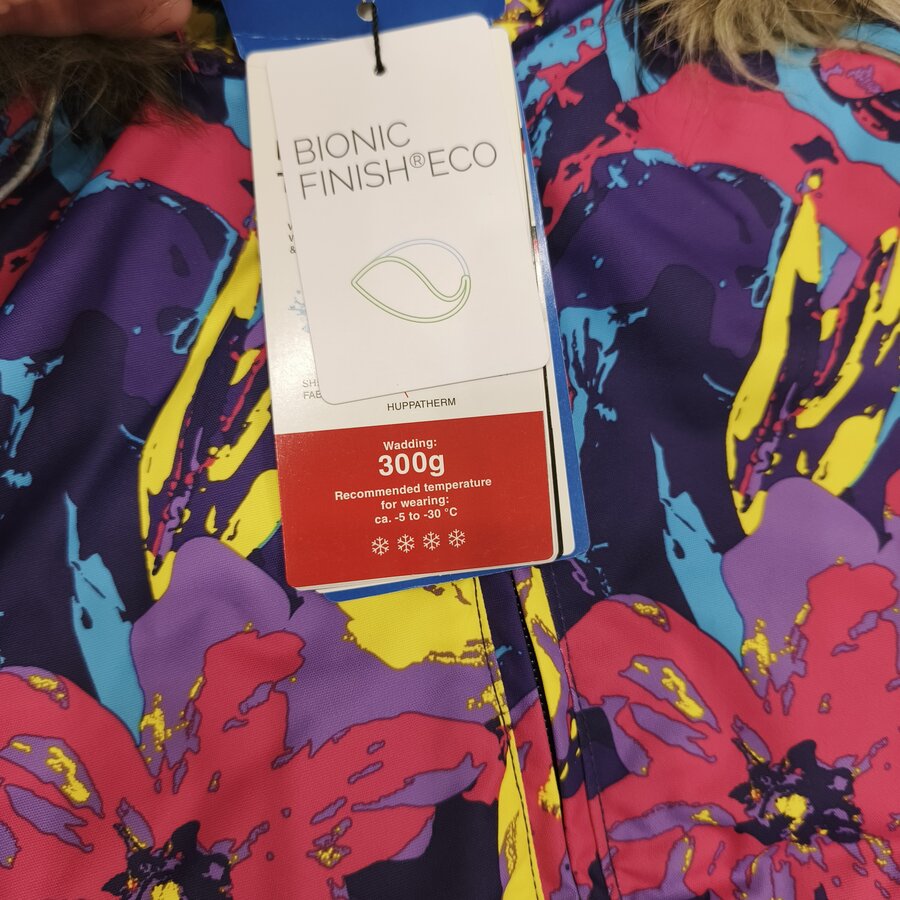 BIONIC
FINISH®ECO
HUPPATHERM
Wadding:
300g
Recommended temperature
for wearing:
ca. -5 to -30 °C